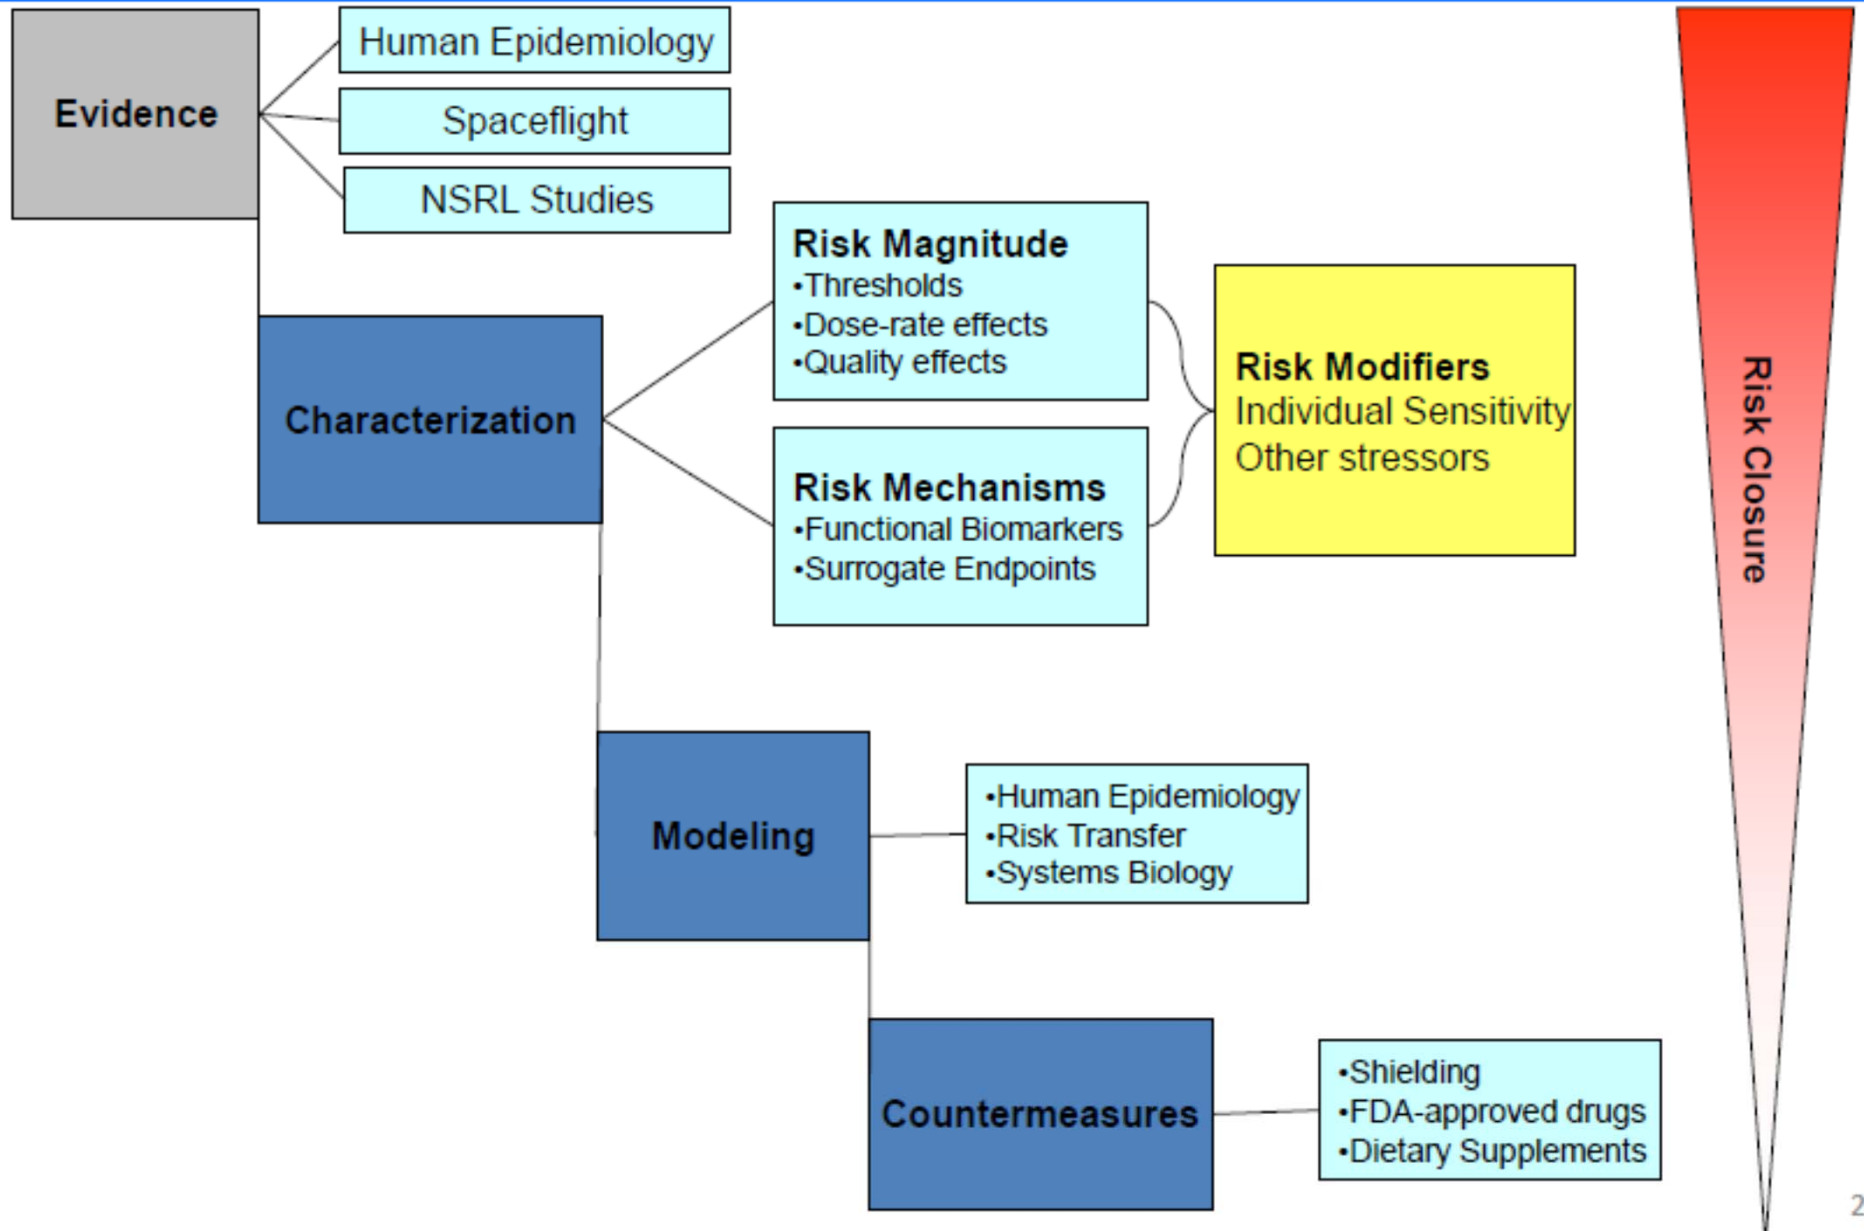 Evidence
Human Epidemiology
Spaceflight
NSRL Studies
Characterization
Risk Magnitude
•Thresholds
•Dose-rate effects
•Quality effects
Risk Mechanisms
•Functional Biomarkers
•Surrogate Endpoints
Risk Modifiers
Individual Sensitivity
Other stressors
Modeling
•Human Epidemiology
•Risk Transfer
•Systems Biology
Countermeasures
•Shielding
•FDA-approved drugs
•Dietary Supplements
Risk Closure
2